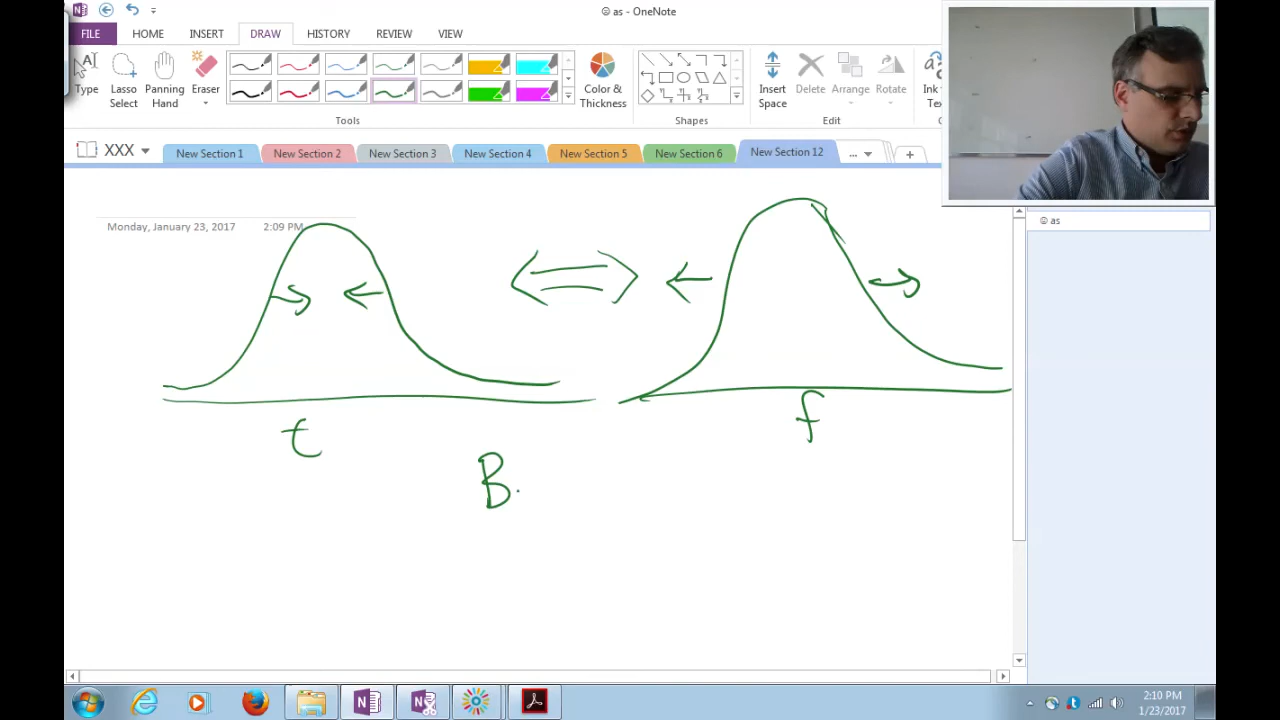 as - OneNote
FILE HOME INSERT DRAW HISTORY REVIEW VIEW
Type
Lasso Select
Panning Hand
Eraser
Color & Thickness
Insert Space
Delete
Arrange
Rotate
Ink to
Tools
Shapes
Edit
XXX
New Section 1
New Section 2
New Section 3
New Section 4
New Section 5
New Section 6
New Section 12
...
as
Monday, January 23, 2017 2:09 PM
t
f
B.
2:10 PM
1/23/2017